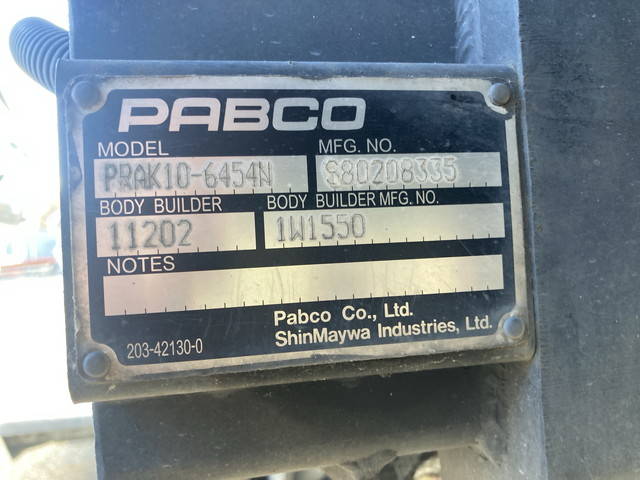 PABCO
MODEL MFG. NO.
PRAK10-6454N S80208335
BODY BUILDER BODY BUILDER MFG. NO.
11202 1W1550
NOTES
Pabco Co., Ltd.
203-42130-0 ShinMaywa Industries, Ltd.